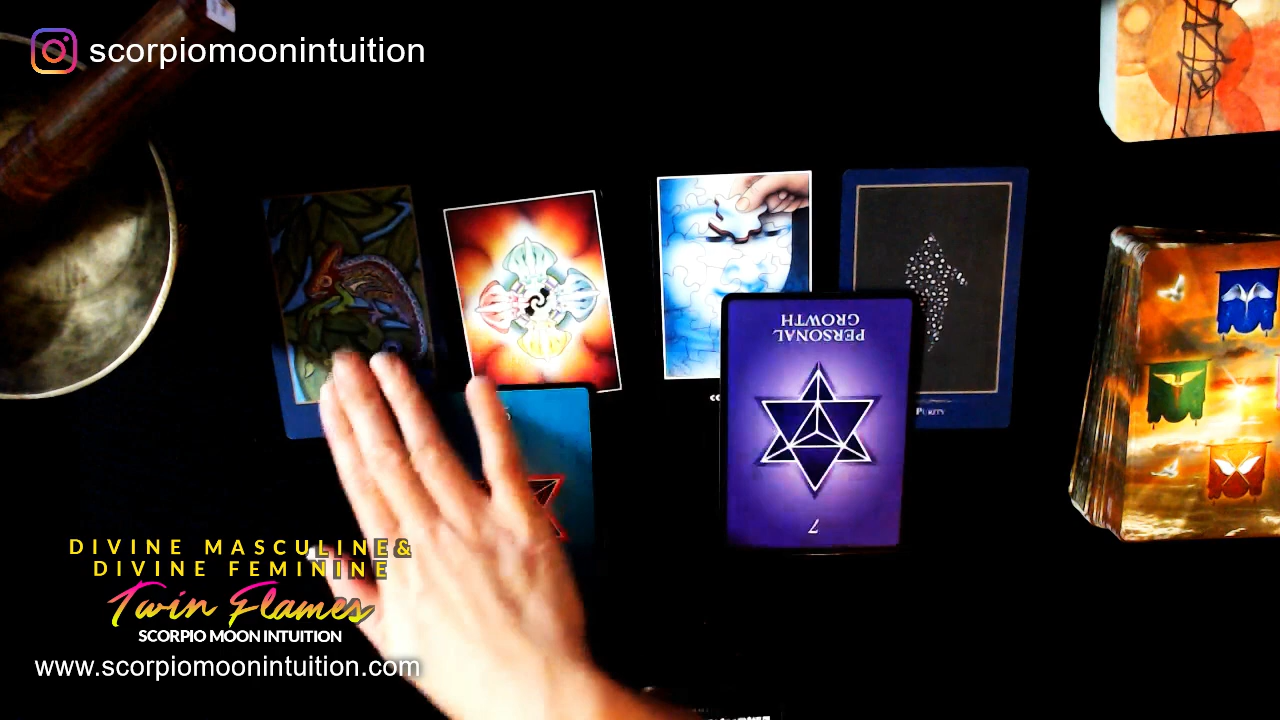 scorpiomoonintuition
PERSONAL
GROWTH
7
PURITY
DIVINE MASCULINE&
DIVINE FEMININE
Twin Flames
SCORPIO MOON INTUITION
www.scorpiomoonintuition.com